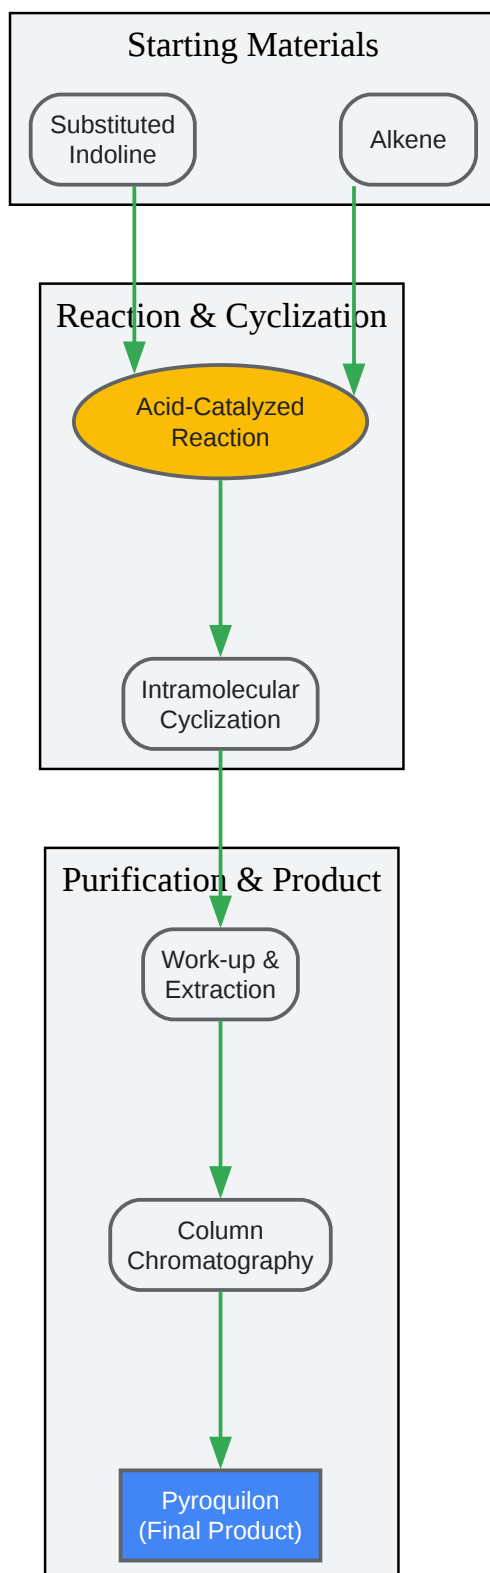 Starting Materials
Substituted
Indoline
Alkene
Reaction & Cyclization
Acid-Catalyzed
Reaction
Intramolecular
Cyclization
Purification & Product
Work-up &
Extraction
Column
Chromatography
Pyroquilon
(Final Product)